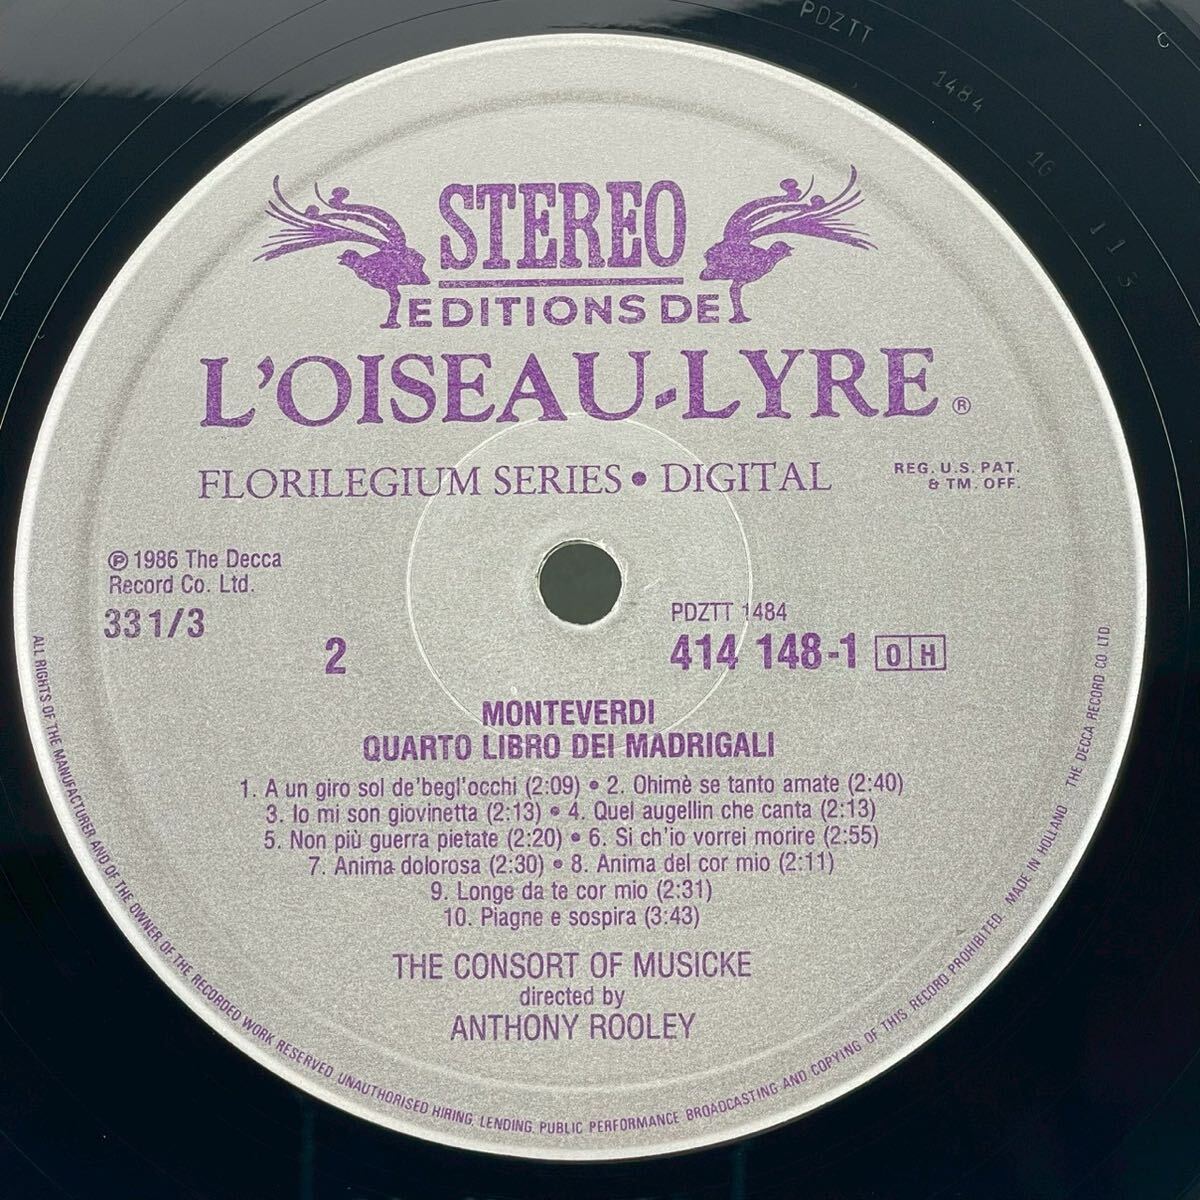 PDZTT 1484 1G 113
C
STEREO
EDITIONS DE
L'OISEAU-LYRE ®
FLORILEGIUM SERIES • DIGITAL
REG. U.S. PAT.
& TM. OFF.
℗ 1986 The Decca
Record Co. Ltd.
33 1/3
2
PDZTT 1484
414 148-1 O H
MONTEVERDI
QUARTO LIBRO DEI MADRIGALI
1. A un giro sol de'begl'occhi (2:09) • 2. Ohimè se tanto amate (2:40)
3. Io mi son giovinetta (2:13) • 4. Quel augellin che canta (2:13)
5. Non più guerra pietate (2:20) • 6. Si ch'io vorrei morire (2:55)
7. Anima dolorosa (2:30) • 8. Anima del cor mio (2:11)
9. Longe da te cor mio (2:31)
10. Piagne e sospira (3:43)
THE CONSORT OF MUSICKE
directed by
ANTHONY ROOLEY
ALL RIGHTS OF THE MANUFACTURER AND OF THE OWNER OF THE RECORDED WORK RESERVED. UNAUTHORISED HIRING, LENDING, PUBLIC PERFORMANCE BROADCASTING AND COPYING OF THIS RECORD PROHIBITED. MADE IN HOLLAND THE DECCA RECORD CO. LTD.